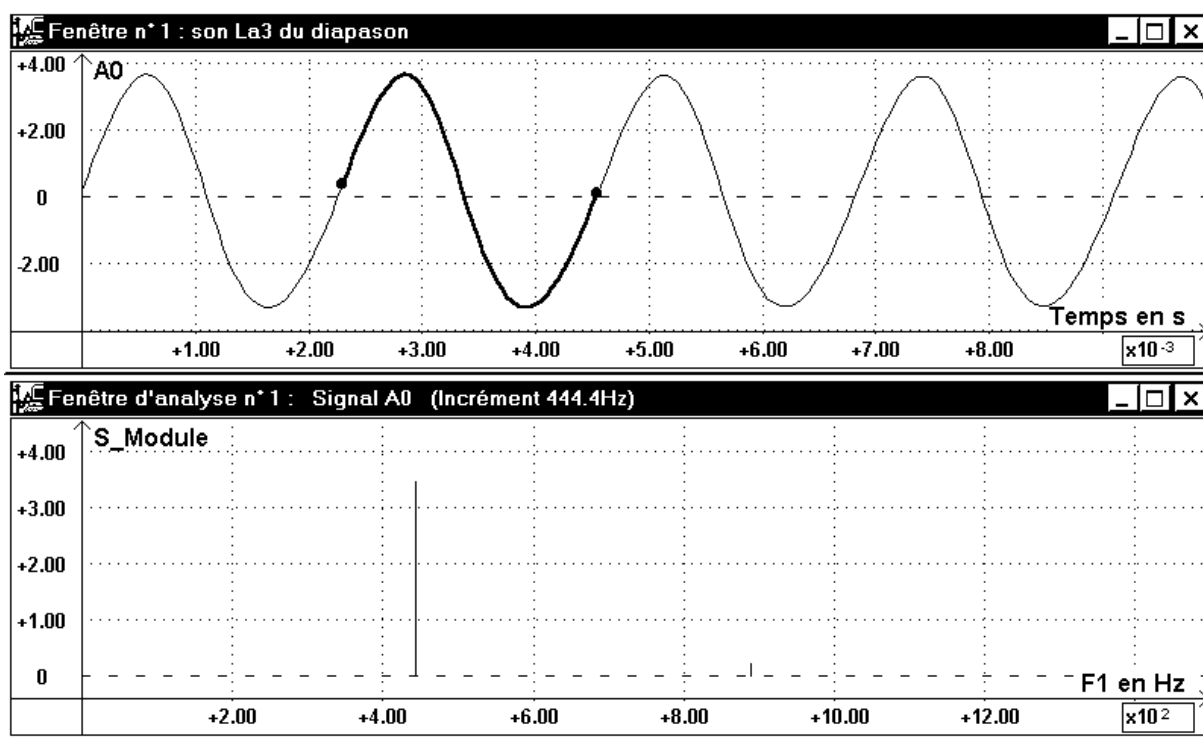 Fenêtre n° 1 : son La3 du diapason
+4.00
A0
+2.00
0
-2.00
Temps en s
+1.00 +2.00 +3.00 +4.00 +5.00 +6.00 +7.00 +8.00 x10-3
Fenêtre d'analyse n° 1 : Signal A0 (Incrément 444.4Hz)
S_Module
+4.00
+3.00
+2.00
+1.00
0
F1 en Hz
+2.00 +4.00 +6.00 +8.00 +10.00 +12.00 x10 2